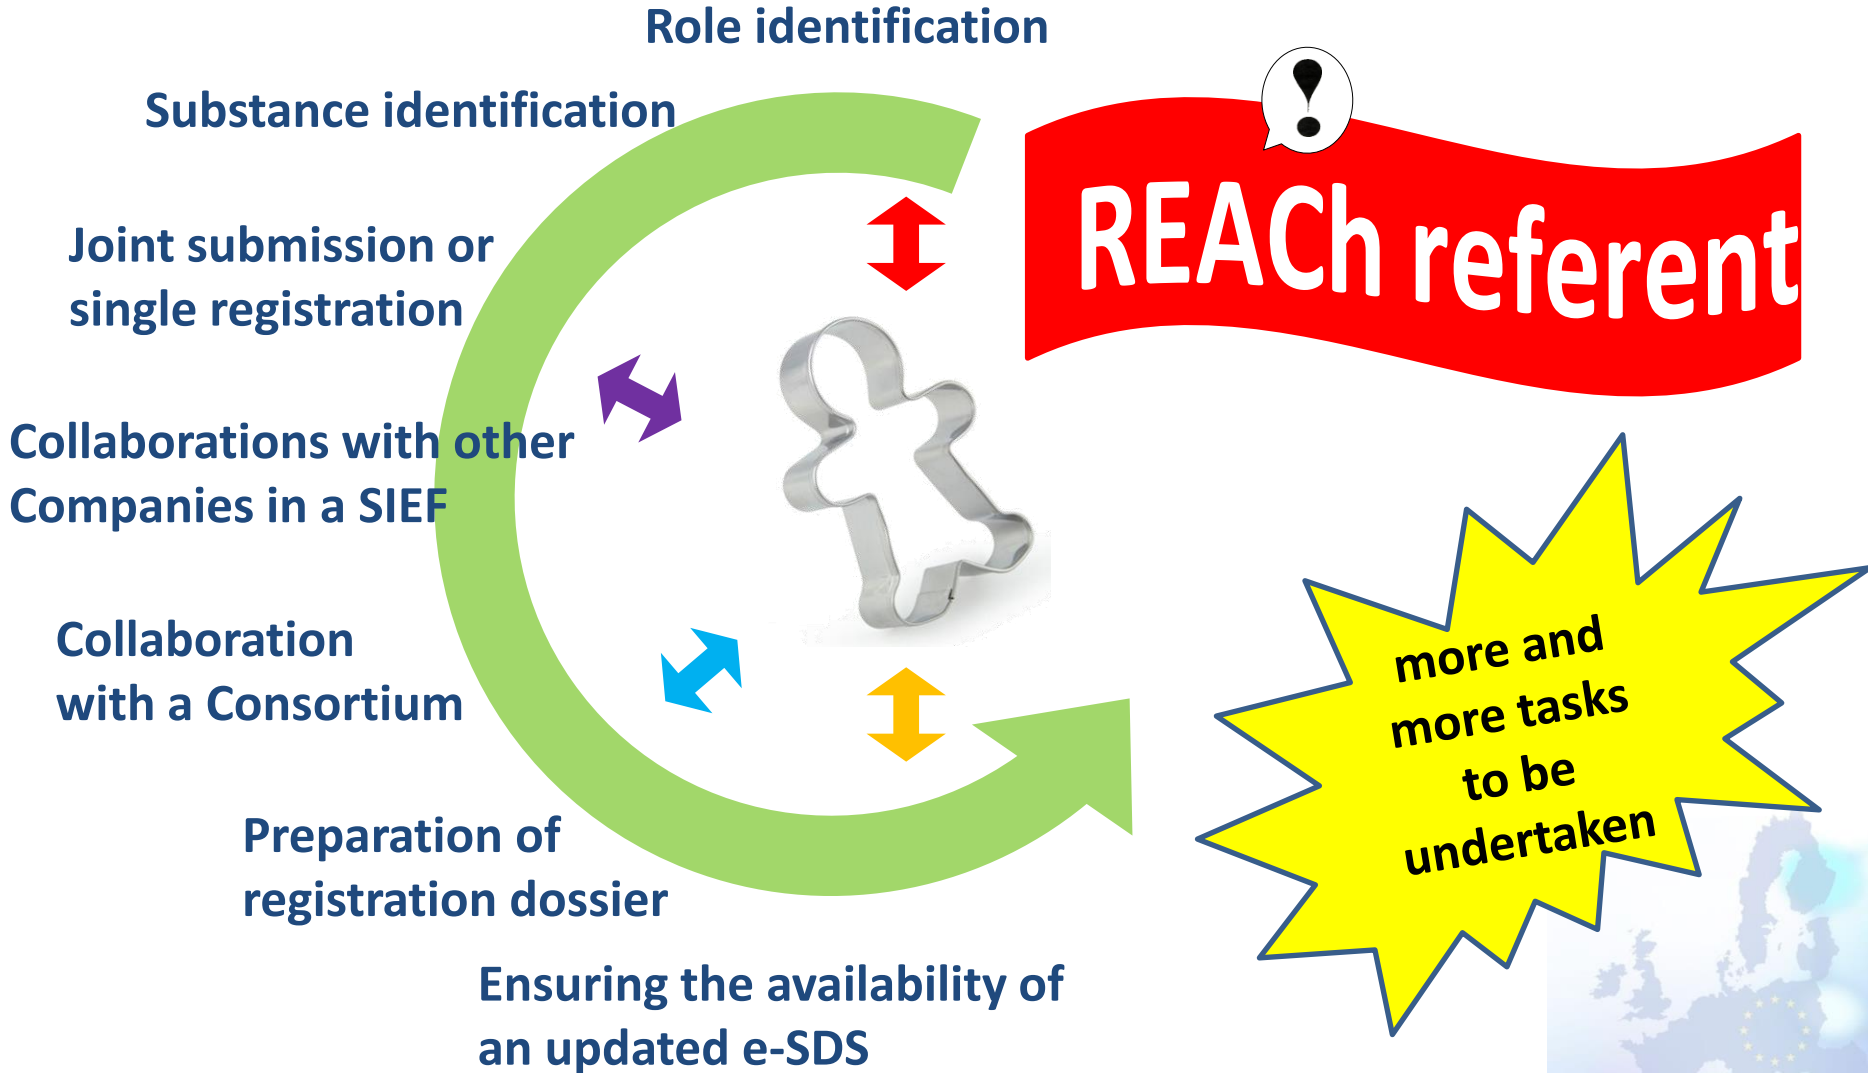 Role identification
Substance identification
REACh referent
Joint submission or
single registration
Collaborations with other
Companies in a SIEF
Collaboration
with a Consortium
Preparation of
registration dossier
Ensuring the availability of
an updated e-SDS
more and
more tasks
to be
undertaken